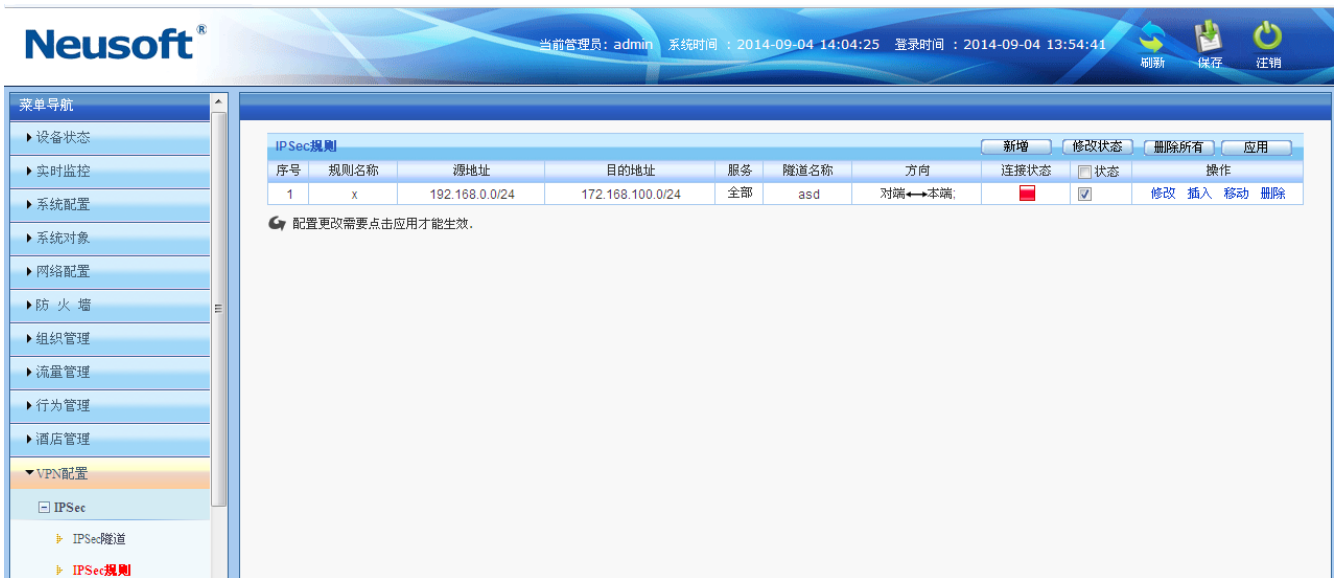 Neusoft®
当前管理员：admin 系统时间 ：2014-09-04 14:04:25 登录时间 ：2014-09-04 13:54:41
刷新 保存 注销
菜单导航
设备状态
实时监控
系统配置
系统对象
网络配置
防 火 墙
组织管理
流量管理
行为管理
酒店管理
VPN配置
IPSec
IPSec隧道
IPSec规则
IPSec规则 新增 修改状态 删除所有 应用
序号 规则名称 源地址 目的地址 服务 隧道名称 方向 连接状态 状态 操作
1 x 192.168.0.0/24 172.168.100.0/24 全部 asd 对端⟷本端; 修改 插入 移动 删除
配置更改需要点击应用才能生效.